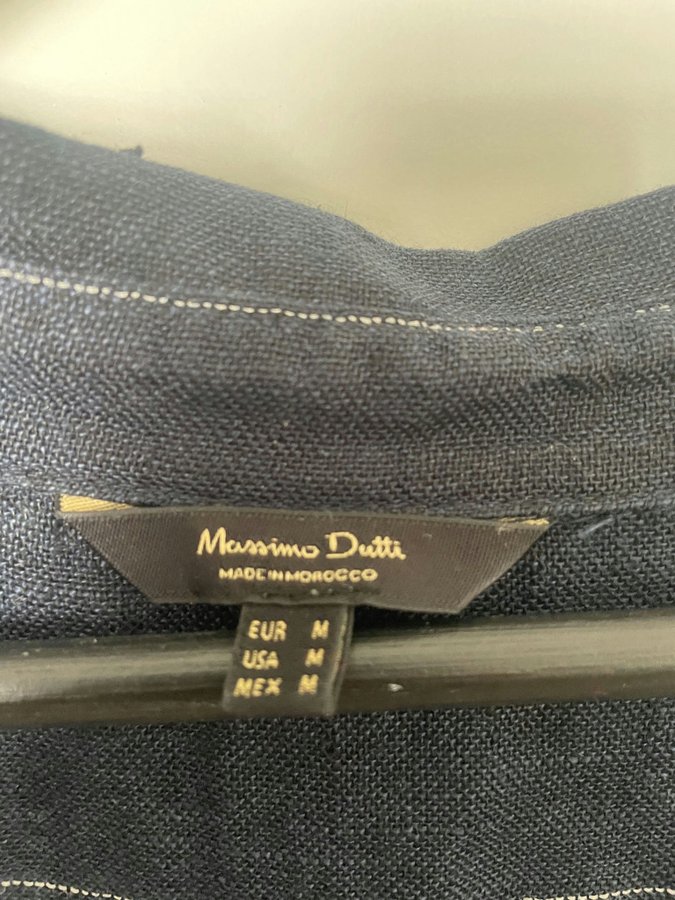 Massimo Dutti
MADE IN MOROCCO
EUR M
USA M
MEX M